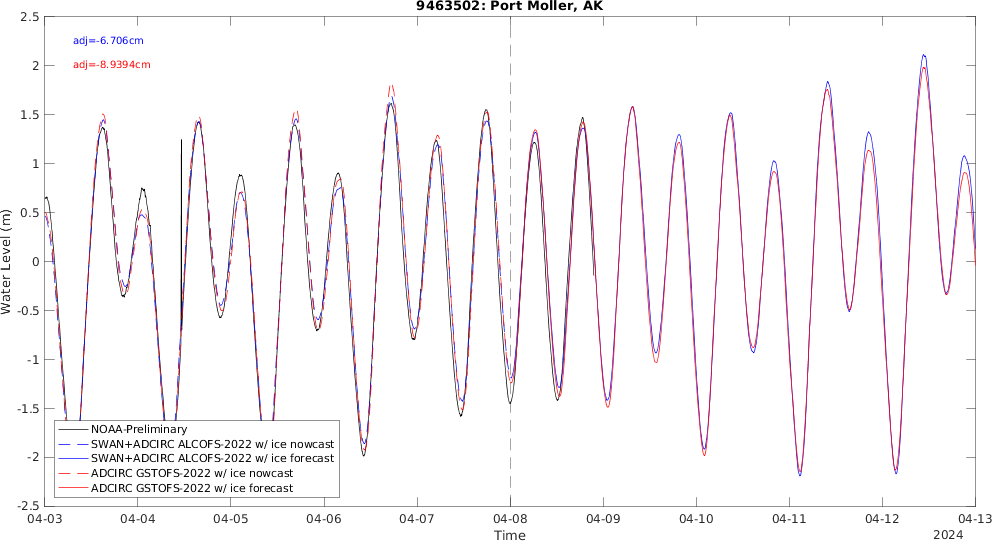 9463502: Port Moller, AK
adj=-6.706cm
adj=-8.9394cm
Water Level (m)
2.5
2
1.5
1
0.5
0
-0.5
-1
-1.5
-2
-2.5
NOAA-Preliminary
SWAN+ADCIRC ALCOFS-2022 w/ ice nowcast
SWAN+ADCIRC ALCOFS-2022 w/ ice forecast
ADCIRC GSTOFS-2022 w/ ice nowcast
ADCIRC GSTOFS-2022 w/ ice forecast
04-03 04-04 04-05 04-06 04-07 04-08 04-09 04-10 04-11 04-12 04-13
Time
2024